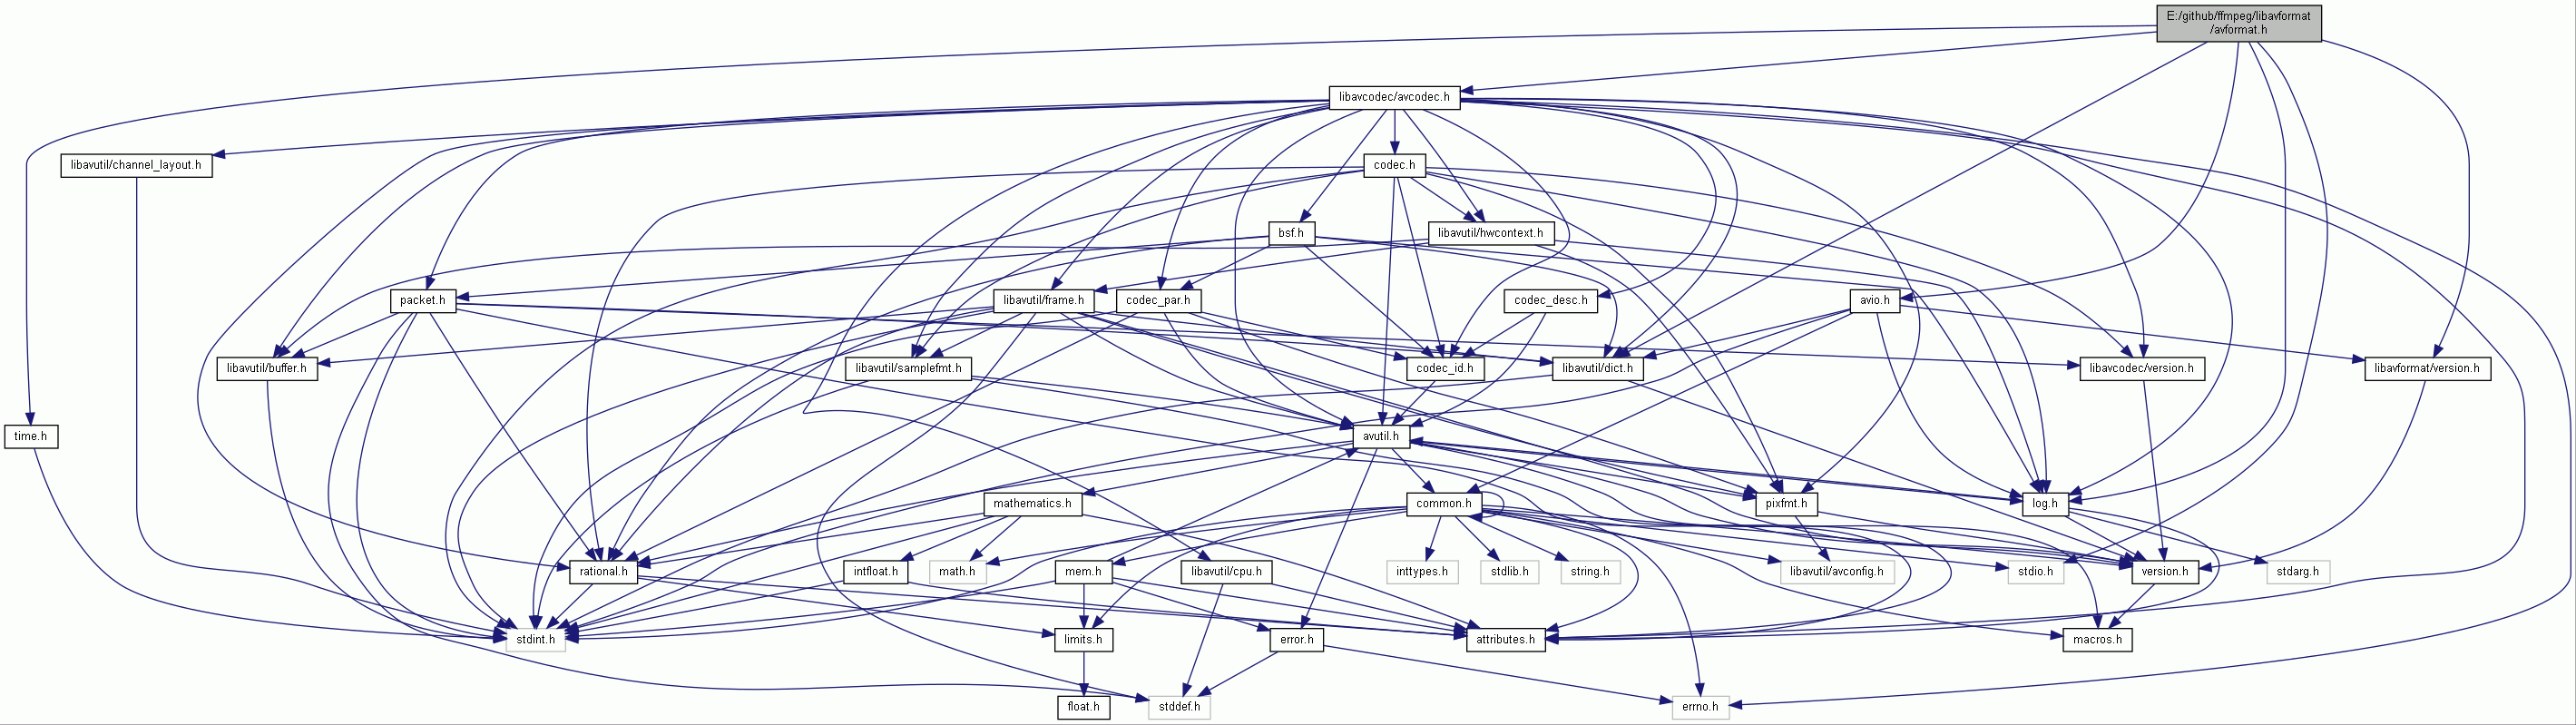 E:/github/ffmpeg/libavformat
/avformat.h
libavcodec/avcodec.h
libavutil/channel_layout.h
codec.h
bsf.h
libavutil/hwcontext.h
packet.h
libavutil/frame.h
codec_par.h
codec_desc.h
avio.h
libavutil/buffer.h
libavutil/samplefmt.h
codec_id.h
libavutil/dict.h
libavcodec/version.h
libavformat/version.h
time.h
avutil.h
mathematics.h
common.h
pixfmt.h
log.h
rational.h
intfloat.h
math.h
mem.h
libavutil/cpu.h
inttypes.h
stdlib.h
string.h
libavutil/avconfig.h
stdio.h
version.h
stdarg.h
stdint.h
limits.h
error.h
attributes.h
macros.h
float.h
stddef.h
errno.h